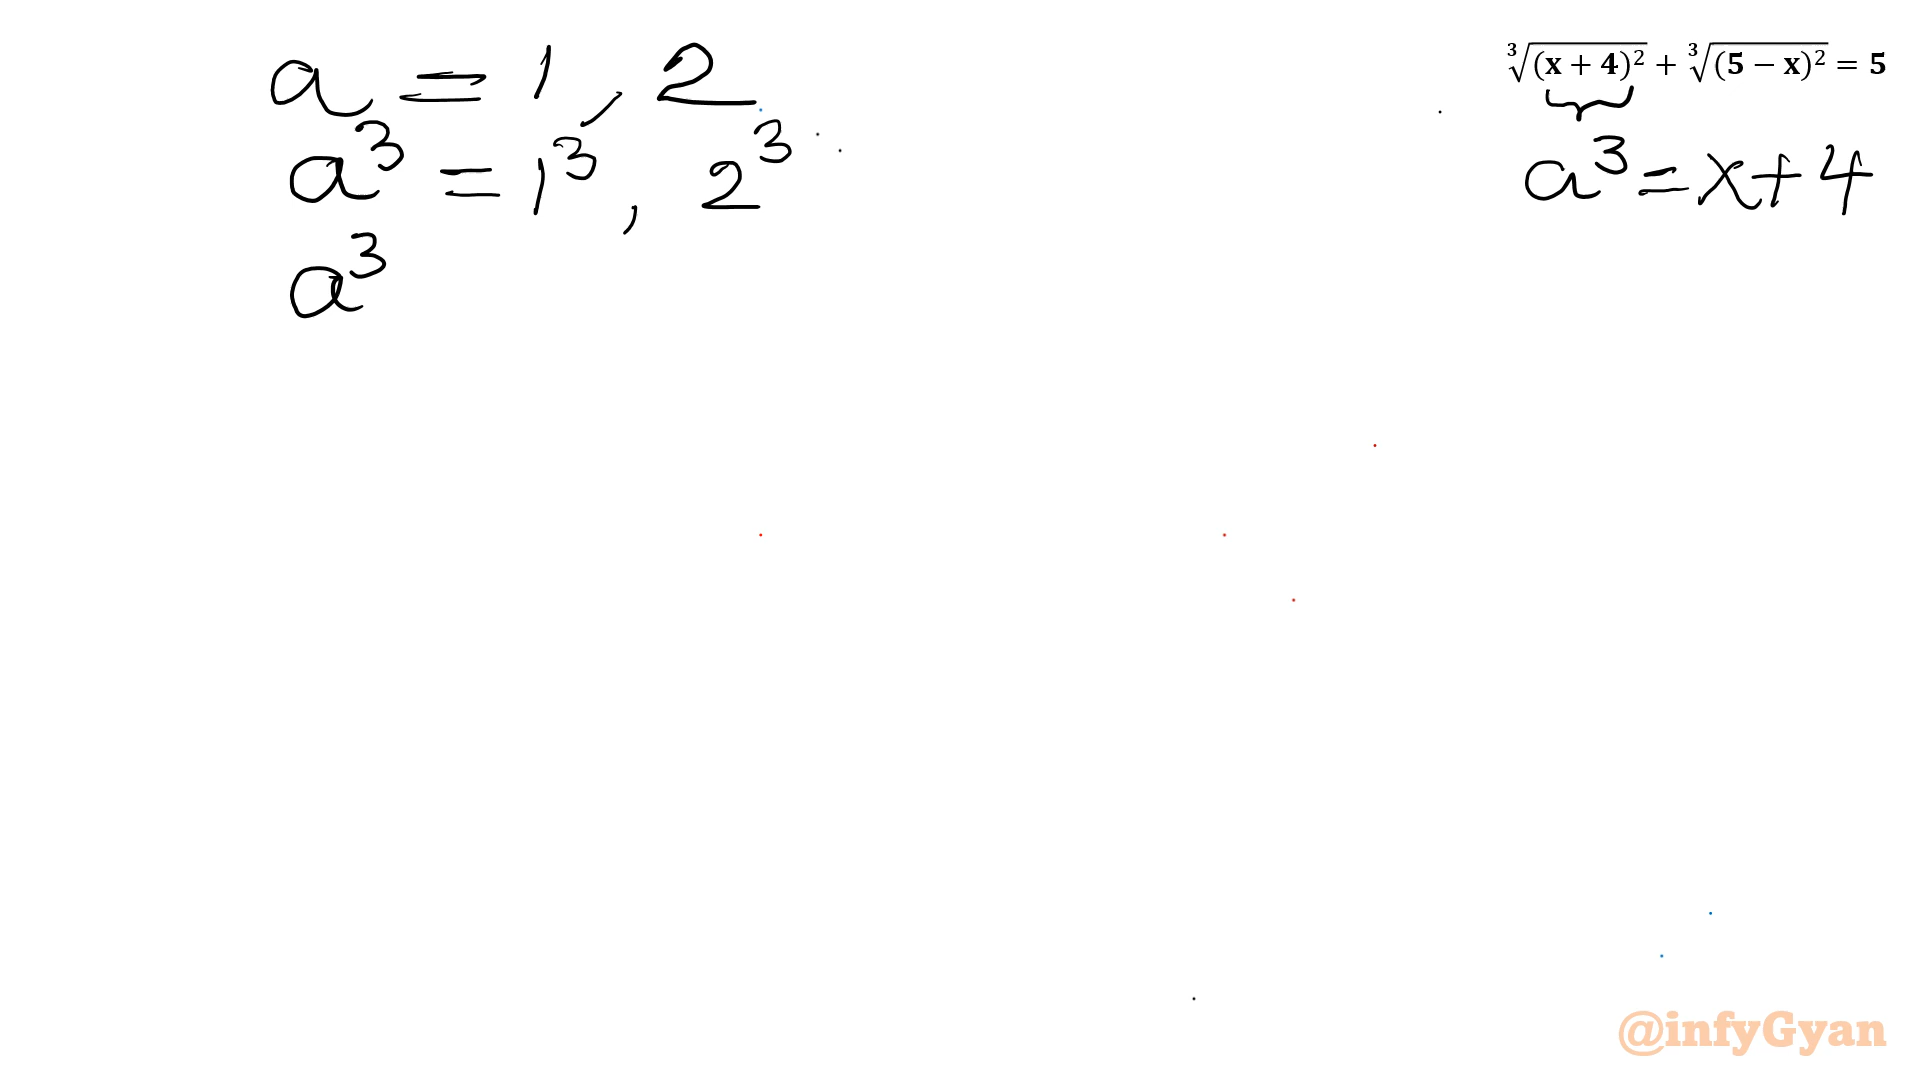 a = 1, 2
a³ = 1³, 2³
a³
∛(x + 4)² + ∛(5 − x)² = 5
a³ = x + 4
@infyGyan